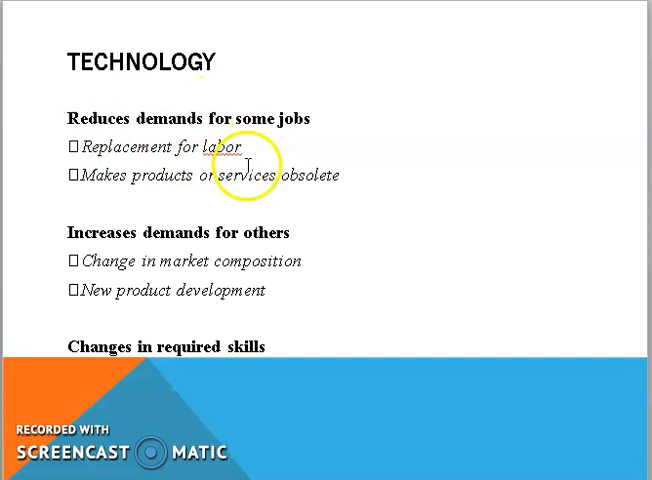 TECHNOLOGY
Reduces demands for some jobs
Replacement for labor
Makes products or services obsolete
Increases demands for others
Change in market composition
New product development
Changes in required skills
RECORDED WITH
SCREENCAST MATIC